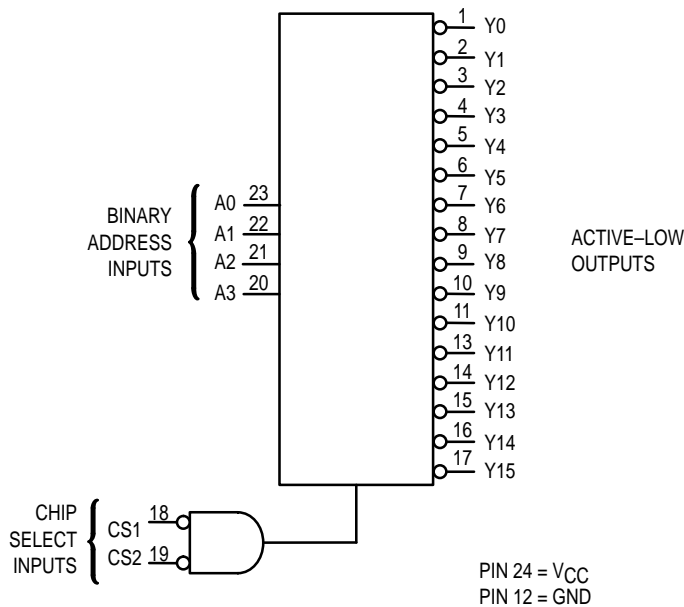 1 Y0
2 Y1
3 Y2
4 Y3
5 Y4
6 Y5
7 Y6
8 Y7
9 Y8
10 Y9
11 Y10
13 Y11
14 Y12
15 Y13
16 Y14
17 Y15
BINARY
ADDRESS
INPUTS
A0 23
A1 22
A2 21
A3 20
ACTIVE–LOW
OUTPUTS
CHIP
SELECT
INPUTS
CS1 18
CS2 19
PIN 24 = VCC
PIN 12 = GND